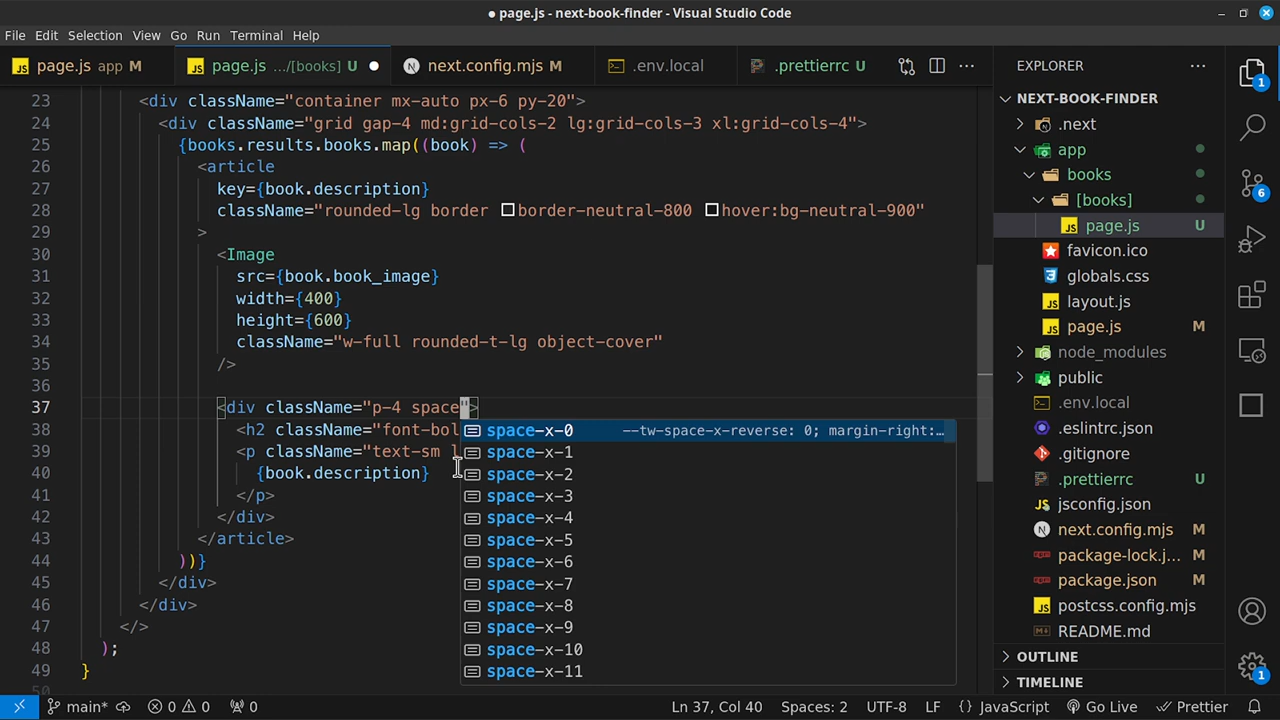 ● page.js - next-book-finder - Visual Studio Code
File Edit Selection View Go Run Terminal Help
page.js app M
page.js .../[books] U
next.config.mjs M
.env.local
.prettierrc U
23 <div className="container mx-auto px-6 py-20">
24 <div className="grid gap-4 md:grid-cols-2 lg:grid-cols-3 xl:grid-cols-4">
25 {books.results.books.map((book) => (
26 <article
27 key={book.description}
28 className="rounded-lg border border-neutral-800 hover:bg-neutral-900"
29 >
30 <Image
31 src={book.book_image}
32 width={400}
33 height={600}
34 className="w-full rounded-t-lg object-cover"
35 />
36
37 <div className="p-4 space">
38 <h2 className="font-bol
39 <p className="text-sm
40 {book.description}
41 </p>
42 </div>
43 </article>
44 ))}
45 </div>
46 </div>
47 </>
48 );
49 }
50
space-x-0 --tw-space-x-reverse: 0; margin-right:…
space-x-1
space-x-2
space-x-3
space-x-4
space-x-5
space-x-6
space-x-7
space-x-8
space-x-9
space-x-10
space-x-11
EXPLORER
NEXT-BOOK-FINDER
.next
app
books
[books]
page.js U
favicon.ico
globals.css
layout.js
page.js M
node_modules
public
.env.local
.eslintrc.json
.gitignore
.prettierrc U
jsconfig.json
next.config.mjs M
package-lock.j... M
package.json M
postcss.config.mjs
README.md
OUTLINE
TIMELINE
1
6
1
main* 0 0 0 Ln 37, Col 40 Spaces: 2 UTF-8 LF {} JavaScript Go Live Prettier